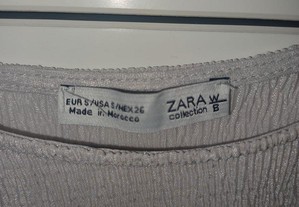 EUR S/USA S/MEX 26
Made in Morocco
ZARA W/B
collection